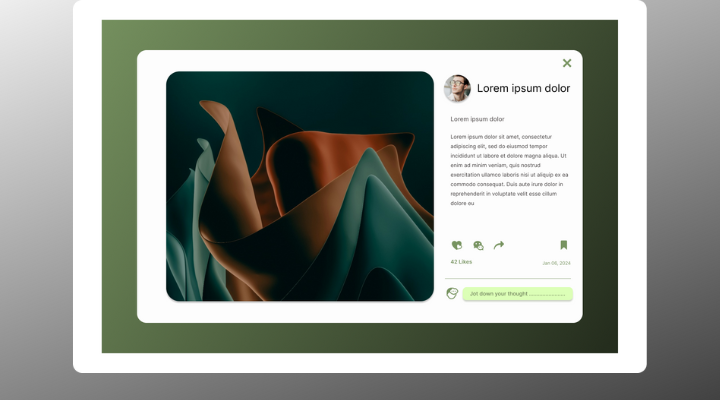 Lorem ipsum dolor
Lorem ipsum dolor
Lorem ipsum dolor sit amet, consectetur
adipiscing elit, sed do eiusmod tempor
incididunt ut labore et dolore magna aliqua. Ut
enim ad minim veniam, quis nostrud
exercitation ullamco laboris nisi ut aliquip ex ea
commodo consequat. Duis aute irure dolor in
reprehenderit in voluptate velit esse cillum
dolore eu
42 Likes
Jan 06, 2024
Jot down your thought ......................